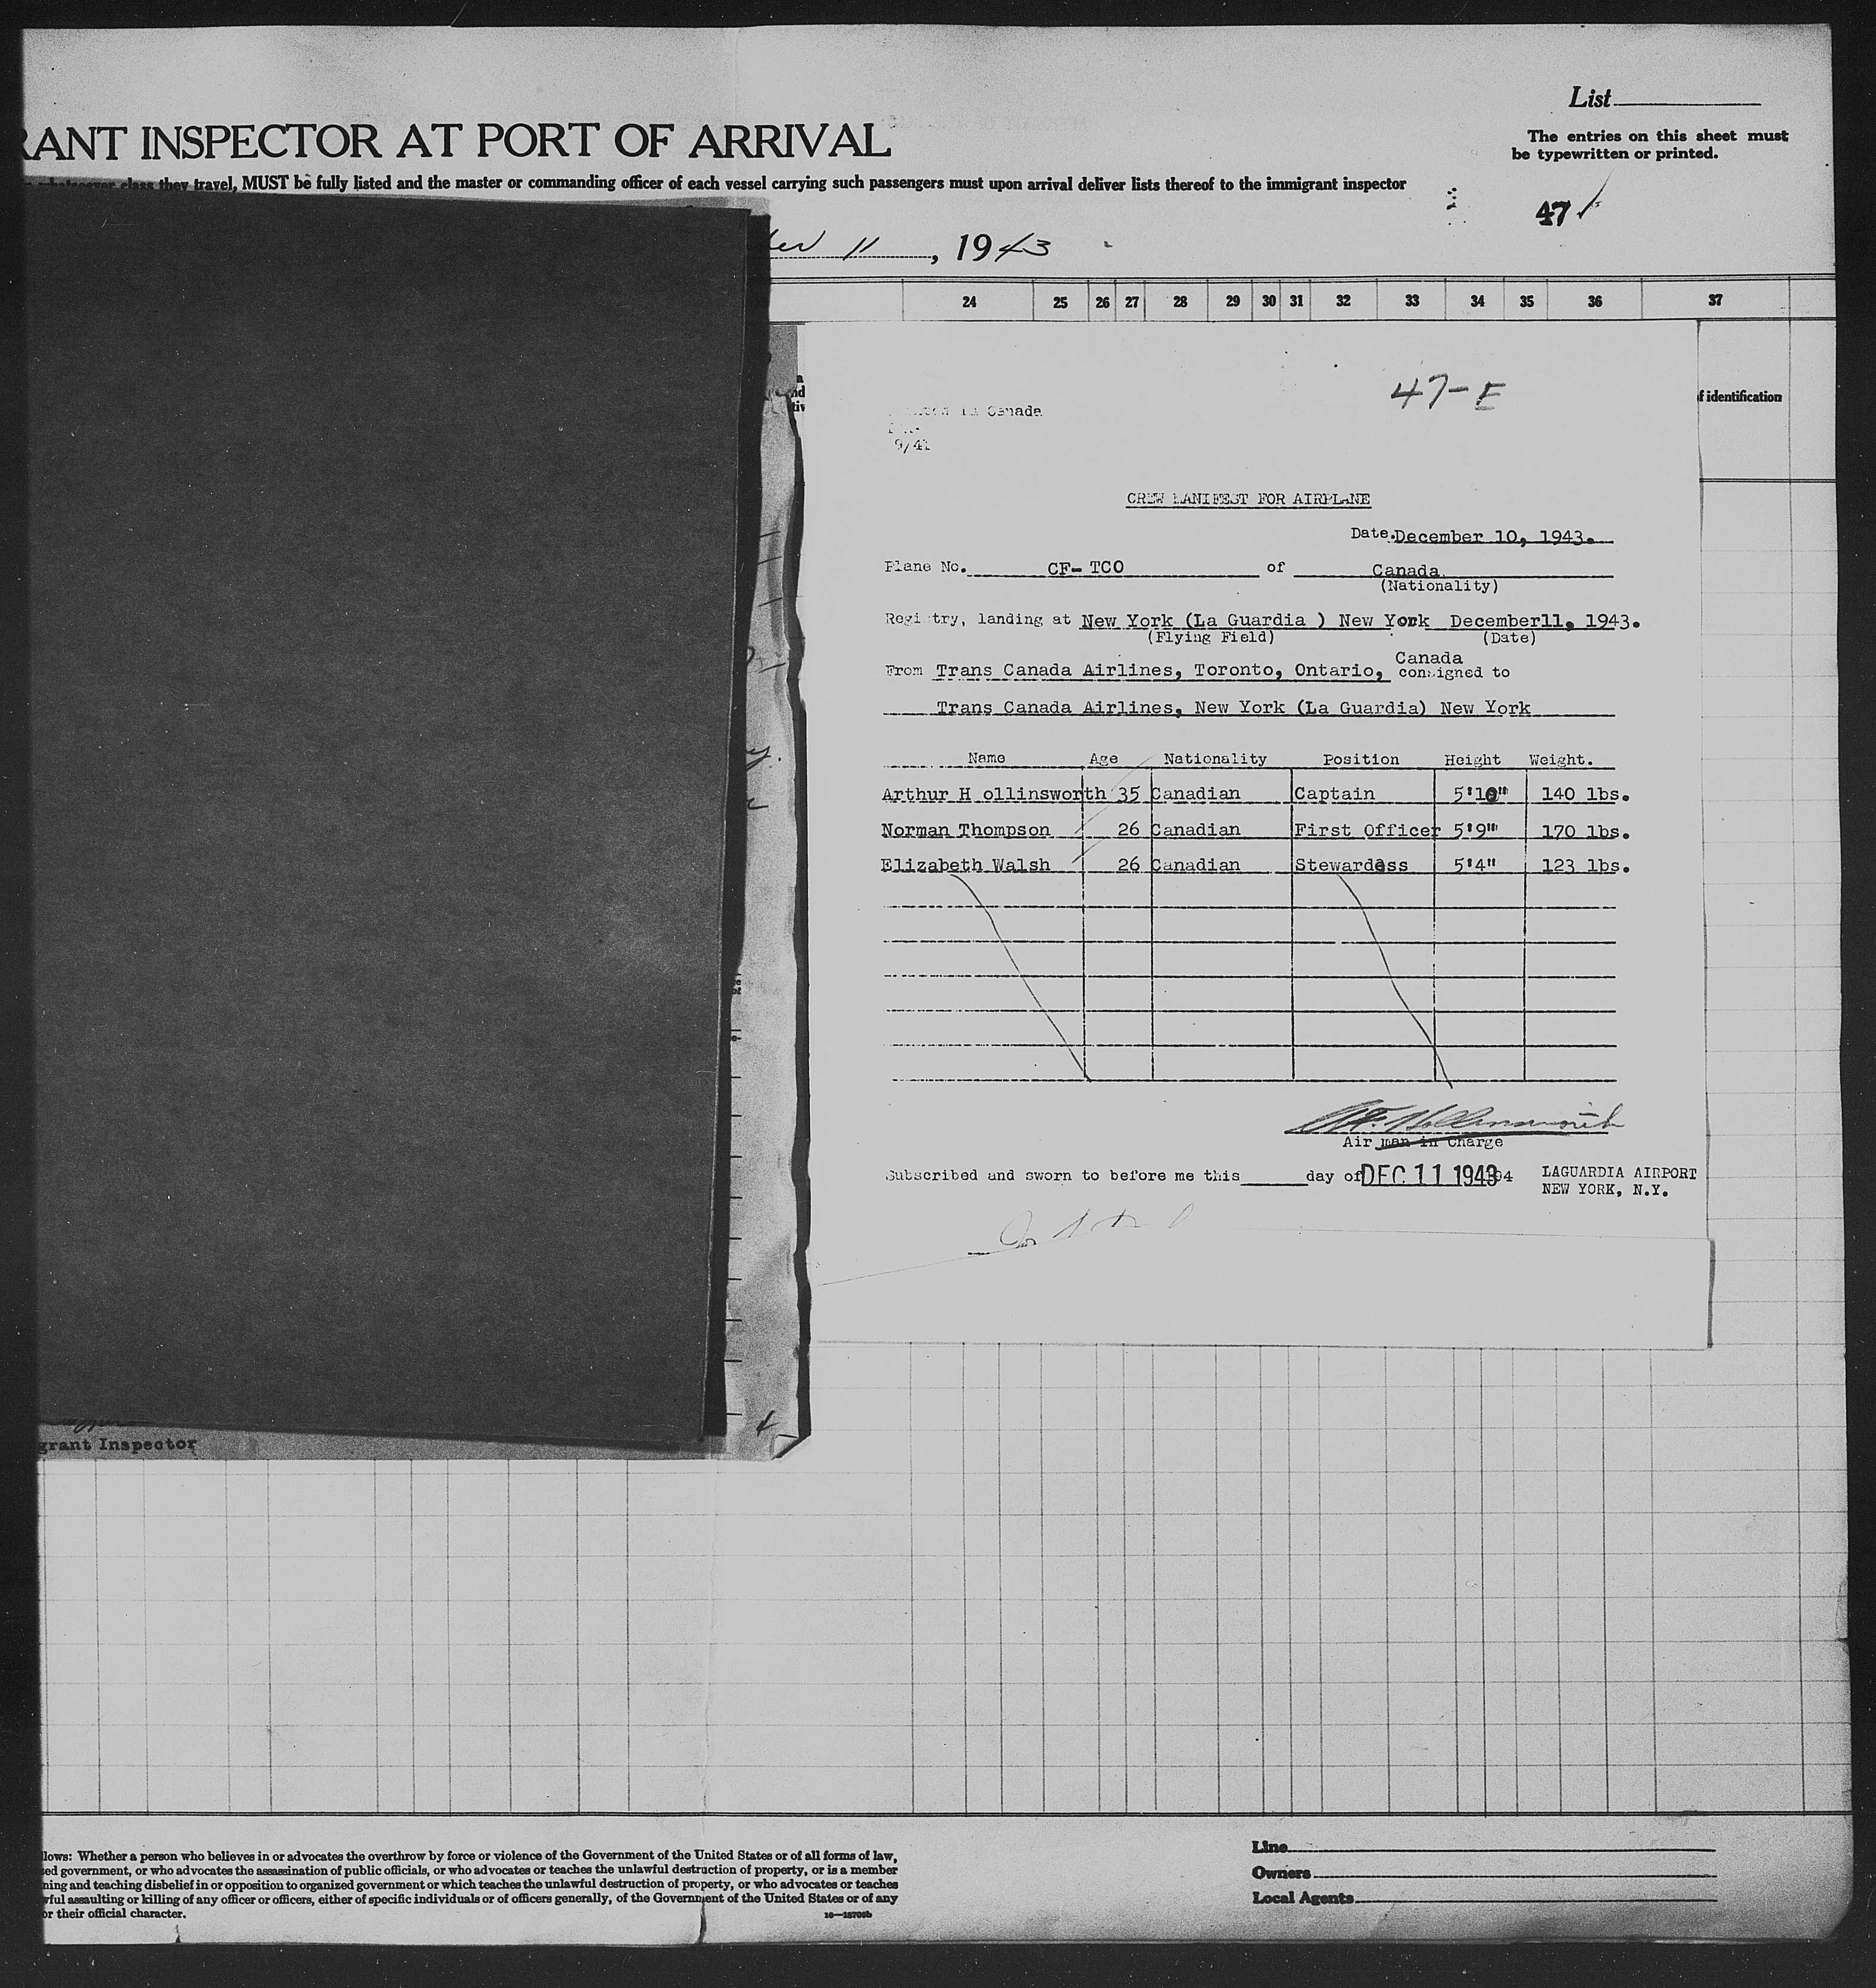 List
RANT INSPECTOR AT PORT OF ARRIVAL
The entries on this sheet must
be typewritten or printed.
class they travel, MUST be fully listed and the master or commanding officer of each vessel carrying such passengers must upon arrival deliver lists thereof to the immigrant inspector
47
11, 1943
24 25 26 27 28 29 30 31 32 33 34 35 36 37
47-E
f identification
Canada
9/41
CREW MANIFEST FOR AIRPLANE
Date. December 10, 1943.
Plane No. CF- TCO of Canada
(Nationality)
Registry, landing at New York (La Guardia ) New York December11, 1943.
(Flying Field) (Date)
Canada
From Trans Canada Airlines, Toronto, Ontario, consigned to
Trans Canada Airlines, New York (La Guardia) New York
Name Age Nationality Position Height Weight.
Arthur H ollinsworth 35 Canadian Captain 5'10" 140 lbs.
Norman Thompson 26 Canadian First Officer 5'9" 170 lbs.
Elizabeth Walsh 26 Canadian Stewardess 5'4" 123 lbs.
Air man in Charge
Subscribed and sworn to before me this day of DEC 11 1943 194 LAGUARDIA AIRPORT
NEW YORK, N.Y.
grant Inspector
lows: Whether a person who believes in or advocates the overthrow by force or violence of the Government of the United States or of all forms of law,
ed government, or who advocates the assassination of public officials, or who advocates or teaches the unlawful destruction of property, or is a member
ning and teaching disbelief in or opposition to organized government or which teaches the unlawful destruction of property, or who advocates or teaches
ful assaulting or killing of any officer or officers, either of specific individuals or of officers generally, of the Government of the United States or of any
or their official character.
Line
Owners
Local Agents